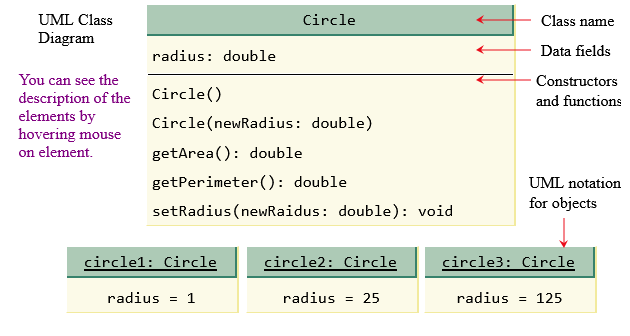 UML Class
Diagram
Circle
Class name
radius: double
Data fields
You can see the
description of the
elements by
hovering mouse
on element.
Constructors
and functions
Circle()
Circle(newRadius: double)
getArea(): double
getPerimeter(): double
setRadius(newRaidus: double): void
UML notation
for objects
circle1: Circle
radius = 1
circle2: Circle
radius = 25
circle3: Circle
radius = 125